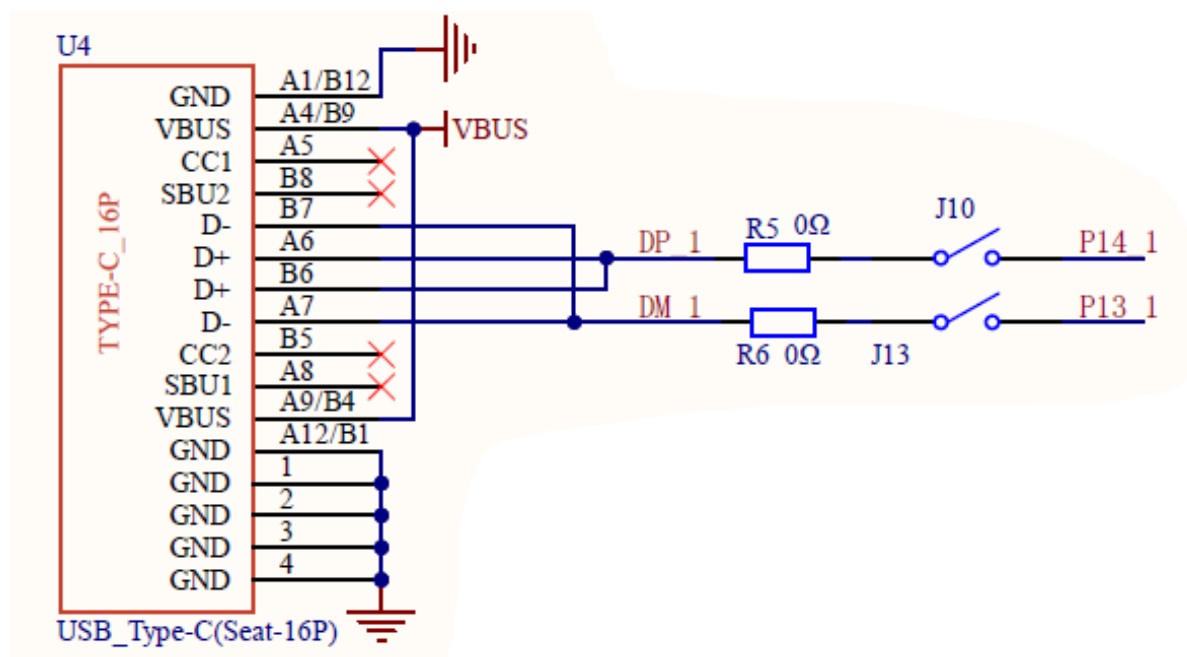 U4
TYPE-C_16P
GND A1/B12
VBUS A4/B9 VBUS
CC1 A5
SBU2 B8
D- B7
D+ A6 DP_1 R5 0Ω J10 P14_1
D+ B6
D- A7 DM_1 R6 0Ω J13 P13_1
CC2 B5
SBU1 A8
VBUS A9/B4
GND A12/B1
GND 1
GND 2
GND 3
GND 4
USB_Type-C(Seat-16P)